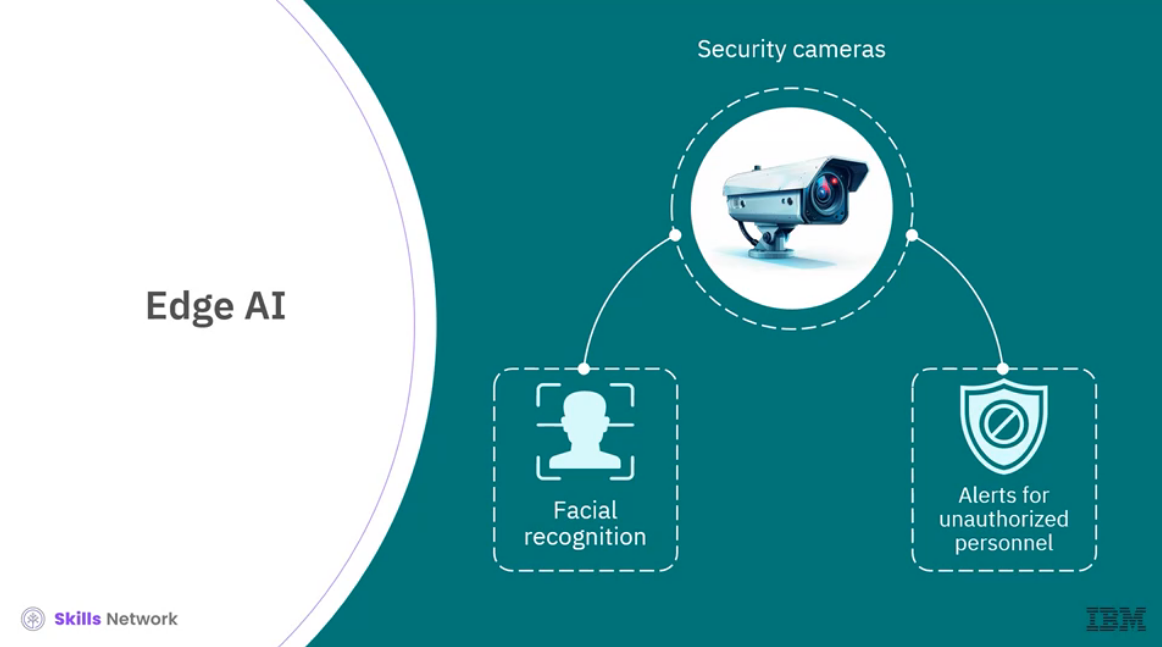 Security cameras
Edge AI
Facial
recognition
Alerts for
unauthorized
personnel
Skills Network
IBM